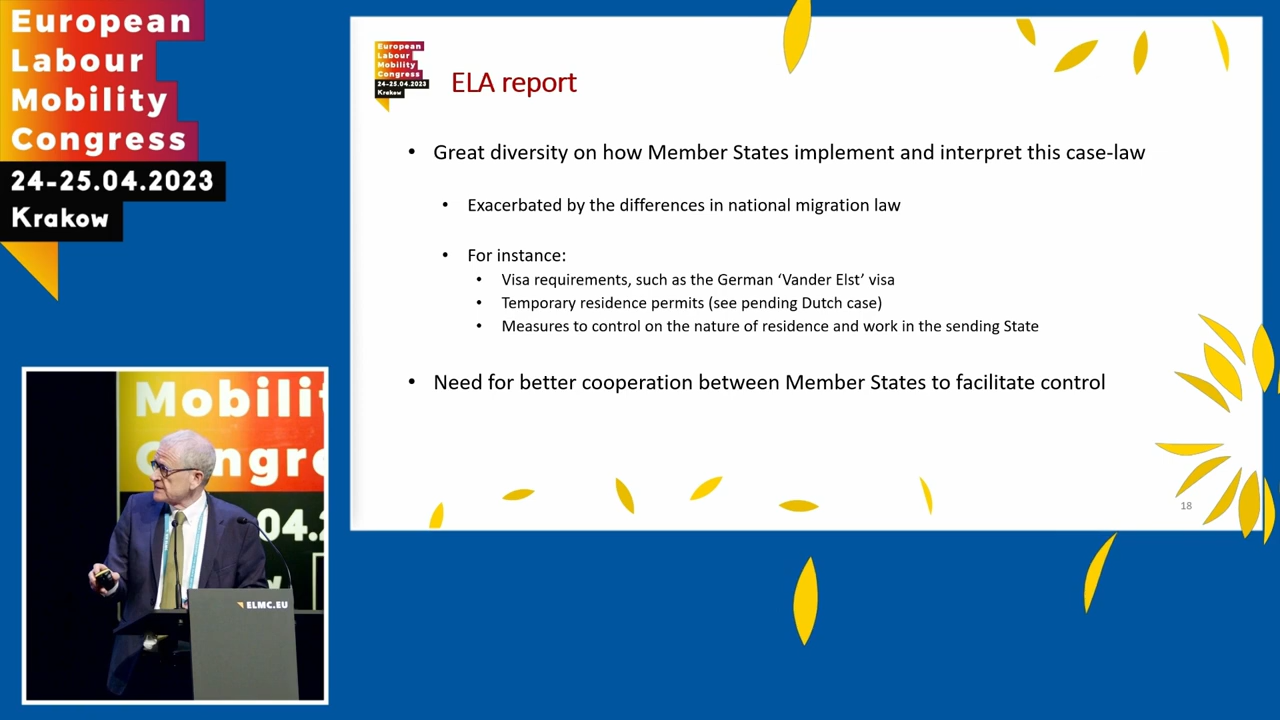 European
Labour
Mobility
Congress
24-25.04.2023
Krakow
European
Labour
Mobility
Congress
24-25.04.2023
Krakow
ELA report
• Great diversity on how Member States implement and interpret this case-law
• Exacerbated by the differences in national migration law
• For instance:
• Visa requirements, such as the German ‘Vander Elst’ visa
• Temporary residence permits (see pending Dutch case)
• Measures to control on the nature of residence and work in the sending State
• Need for better cooperation between Member States to facilitate control
18
Mobilit
Congre
.04.2
w
ELMC.EU